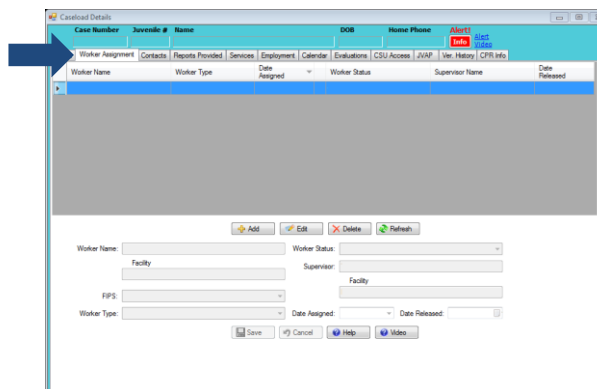 Caseload Details
Case Number Juvenile # Name DOB Home Phone Alert!
Info Alert Video
Worker Assignment Contacts Reports Provided Services Employment Calendar Evaluations CSU Access JVAP Ver. History CPR Info
Worker Name Worker Type Date Assigned Worker Status Supervisor Name Date Released
Add Edit Delete Refresh
Worker Name: Worker Status:
Facility Supervisor:
Facility
FIPS:
Worker Type: Date Assigned: Date Released:
Save Cancel Help Video